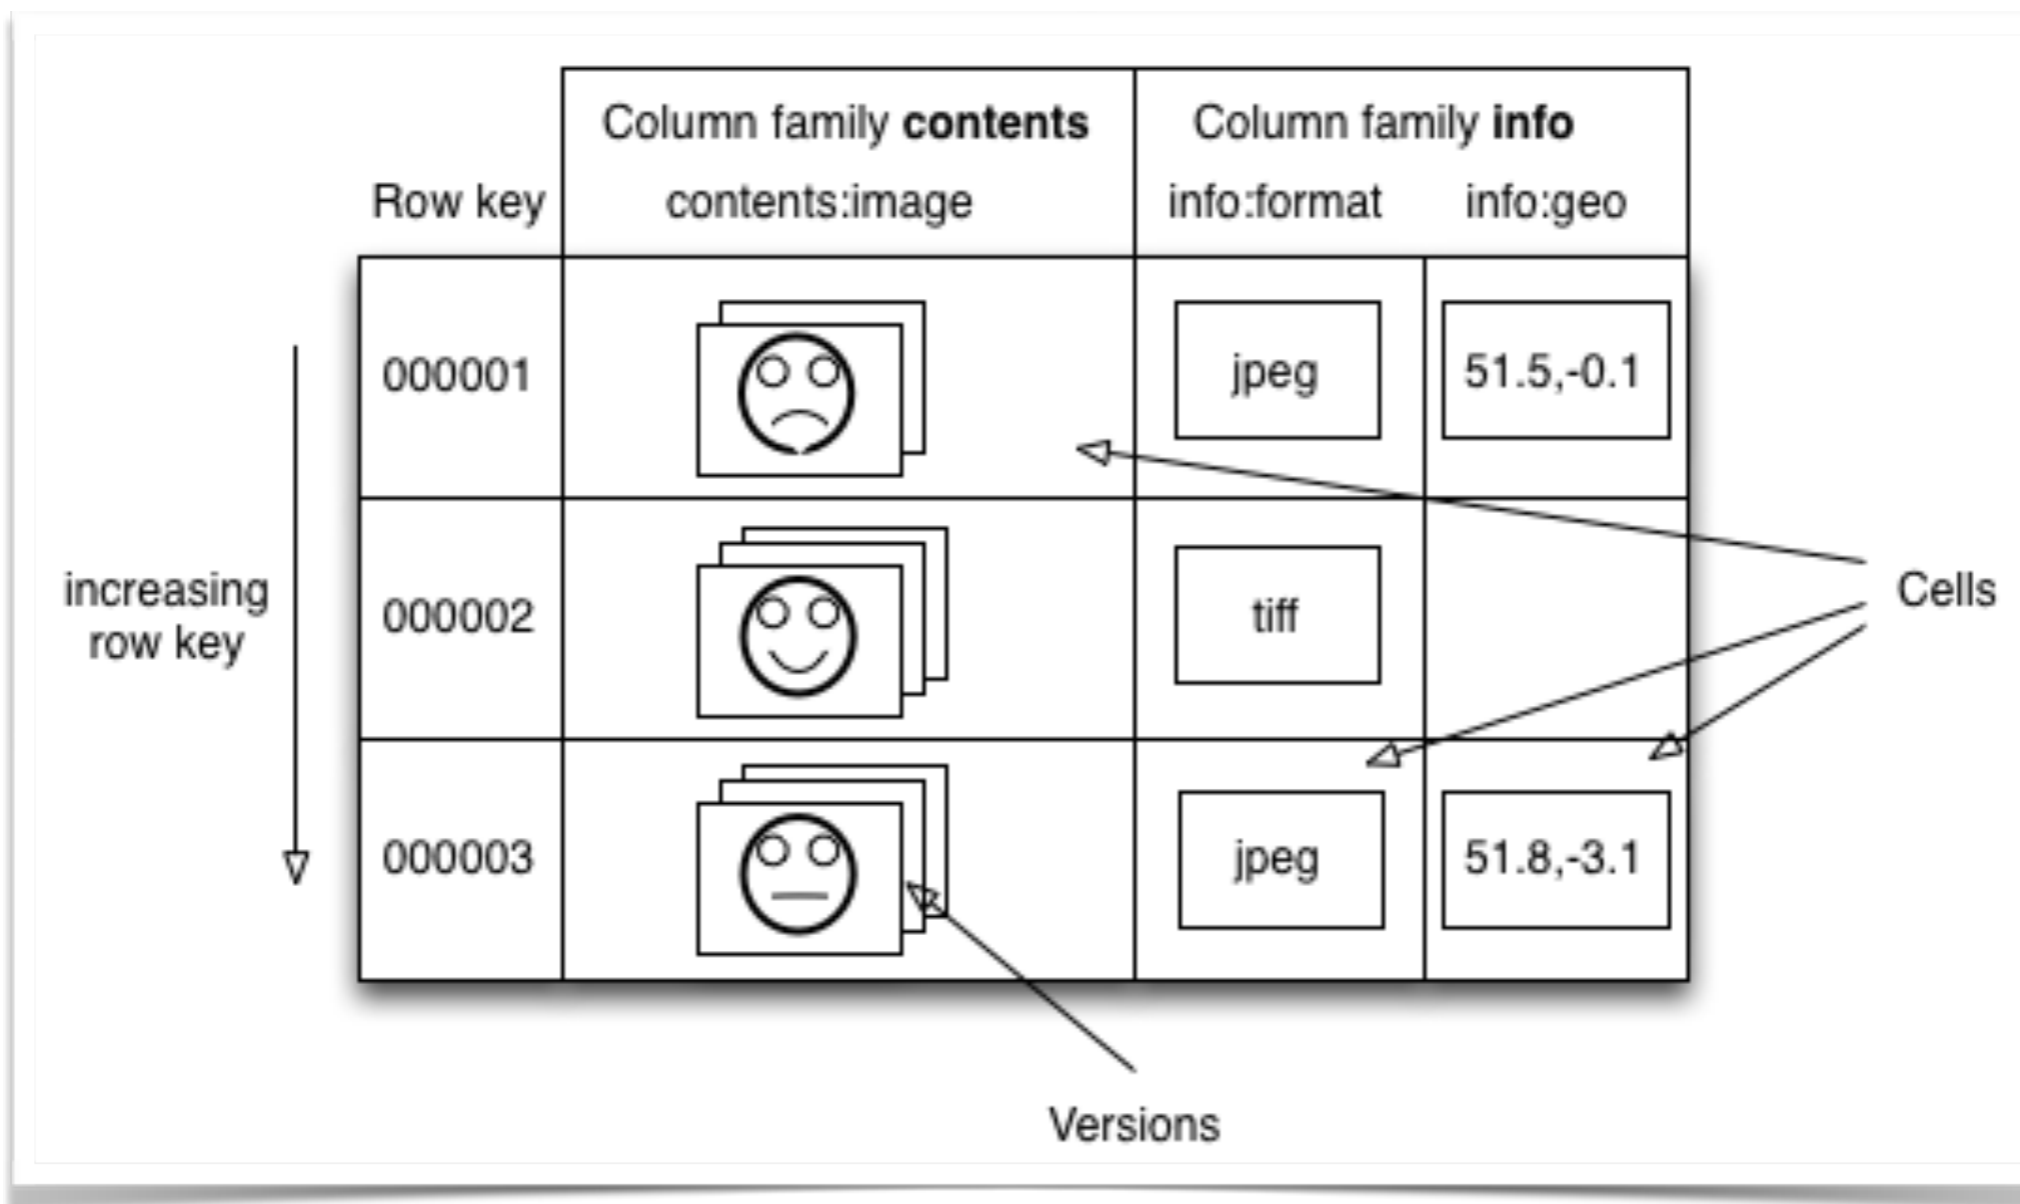 Column family contents
Column family info
Row key
contents:image
info:format
info:geo
000001
jpeg
51.5,-0.1
increasing
row key
000002
tiff
Cells
000003
jpeg
51.8,-3.1
Versions